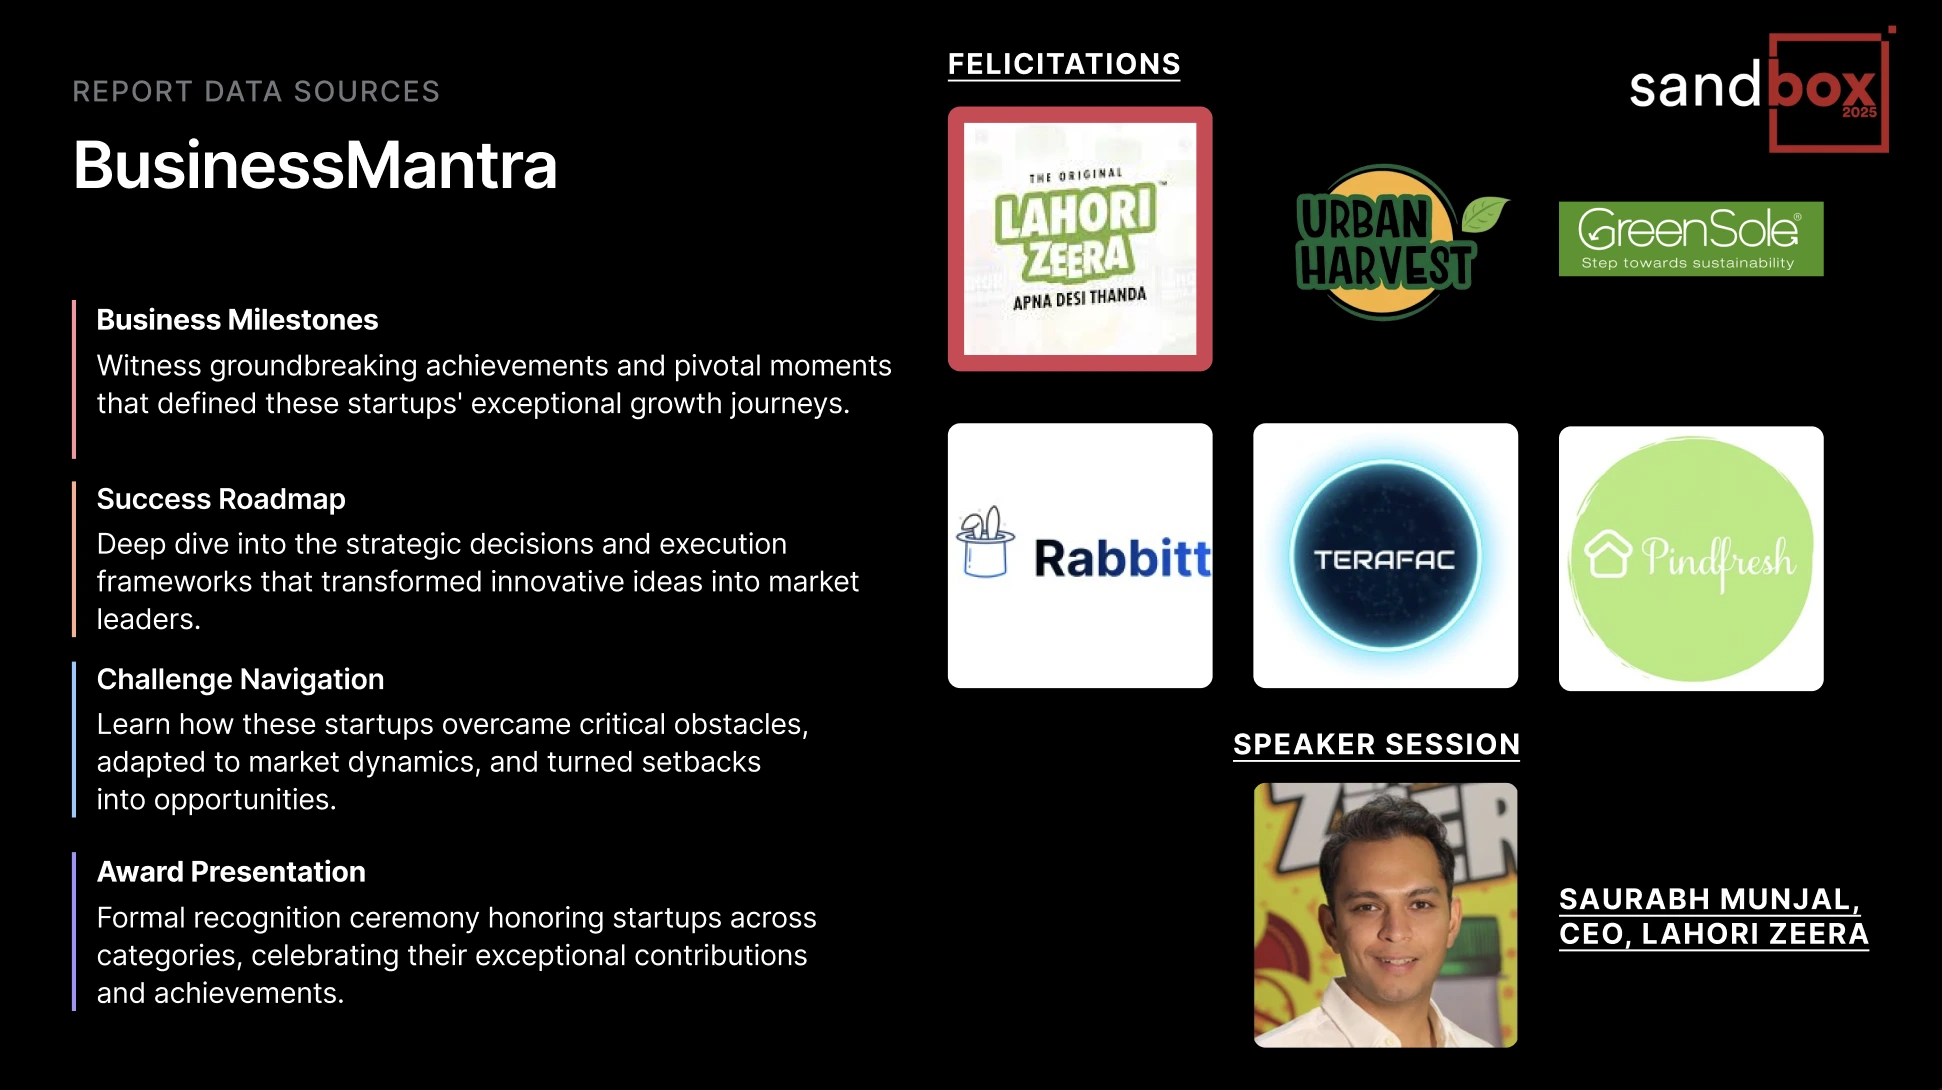 REPORT DATA SOURCES
BusinessMantra
Business Milestones
Witness groundbreaking achievements and pivotal moments
that defined these startups' exceptional growth journeys.
Success Roadmap
Deep dive into the strategic decisions and execution
frameworks that transformed innovative ideas into market
leaders.
Challenge Navigation
Learn how these startups overcame critical obstacles,
adapted to market dynamics, and turned setbacks
into opportunities.
Award Presentation
Formal recognition ceremony honoring startups across
categories, celebrating their exceptional contributions
and achievements.
FELICITATIONS
sandbox
2025
THE ORIGINAL
LAHORI
ZEERA
™
APNA DESI THANDA
URBAN
HARVEST
GreenSole®
Step towards sustainability
Rabbitt
TERAFAC
Pindfresh
SPEAKER SESSION
SAURABH MUNJAL,
CEO, LAHORI ZEERA